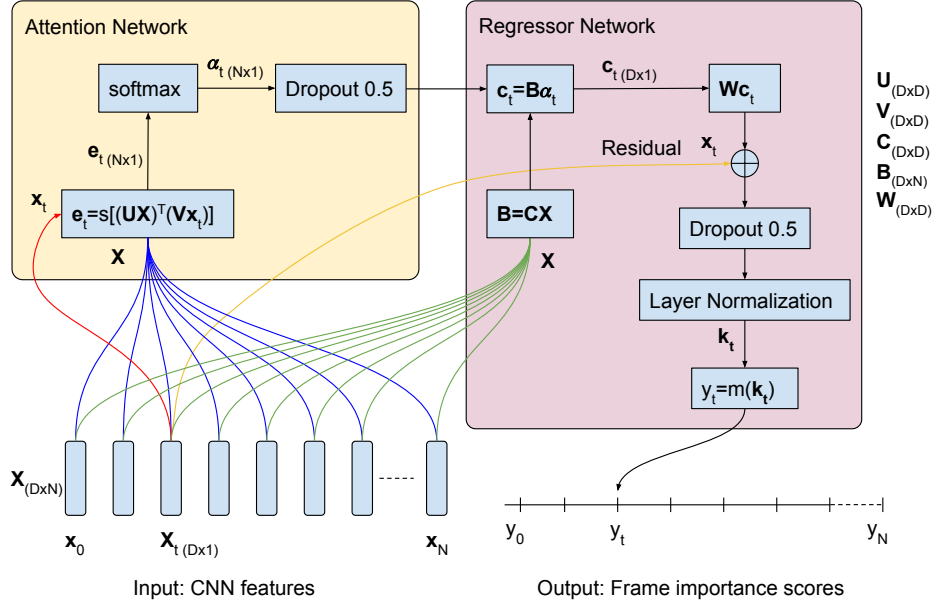 Attention Network
Regressor Network
softmax
α_t (Nx1)
Dropout 0.5
c_t=Bα_t
c_t (Dx1)
Wc_t
U_(DxD)
V_(DxD)
C_(DxD)
B_(DxN)
W_(DxD)
e_t (Nx1)
Residual
x_t
x_t
e_t=s[(UX)^T(Vx_t)]
B=CX
Dropout 0.5
X
X
Layer Normalization
k_t
y_t=m(k_t)
X_(DxN)
x_0
X_t (Dx1)
x_N
y_0
y_t
y_N
Input: CNN features
Output: Frame importance scores